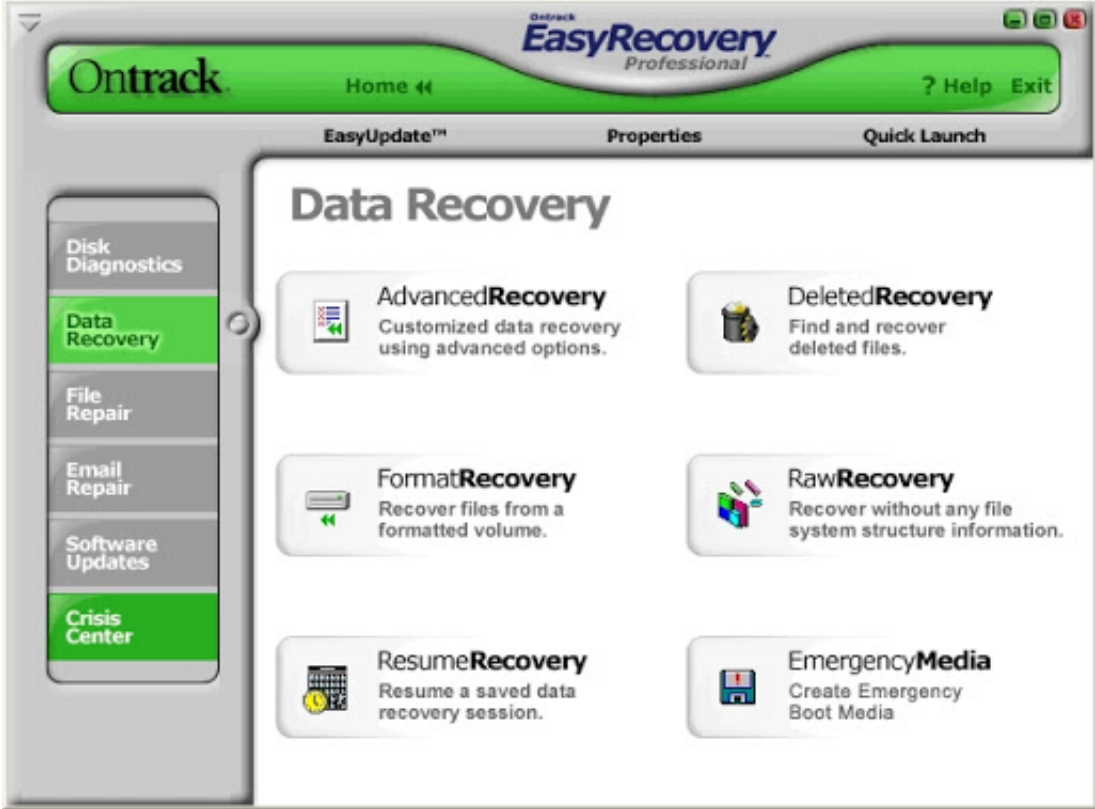 Ontrack
EasyRecovery
Professional
Ontrack
Home
? Help Exit
EasyUpdate™ Properties Quick Launch
Disk
Diagnostics
Data
Recovery
File
Repair
Email
Repair
Software
Updates
Crisis
Center
Data Recovery
AdvancedRecovery
Customized data recovery
using advanced options.
DeletedRecovery
Find and recover
deleted files.
FormatRecovery
Recover files from a
formatted volume.
RawRecovery
Recover without any file
system structure information.
ResumeRecovery
Resume a saved data
recovery session.
EmergencyMedia
Create Emergency
Boot Media